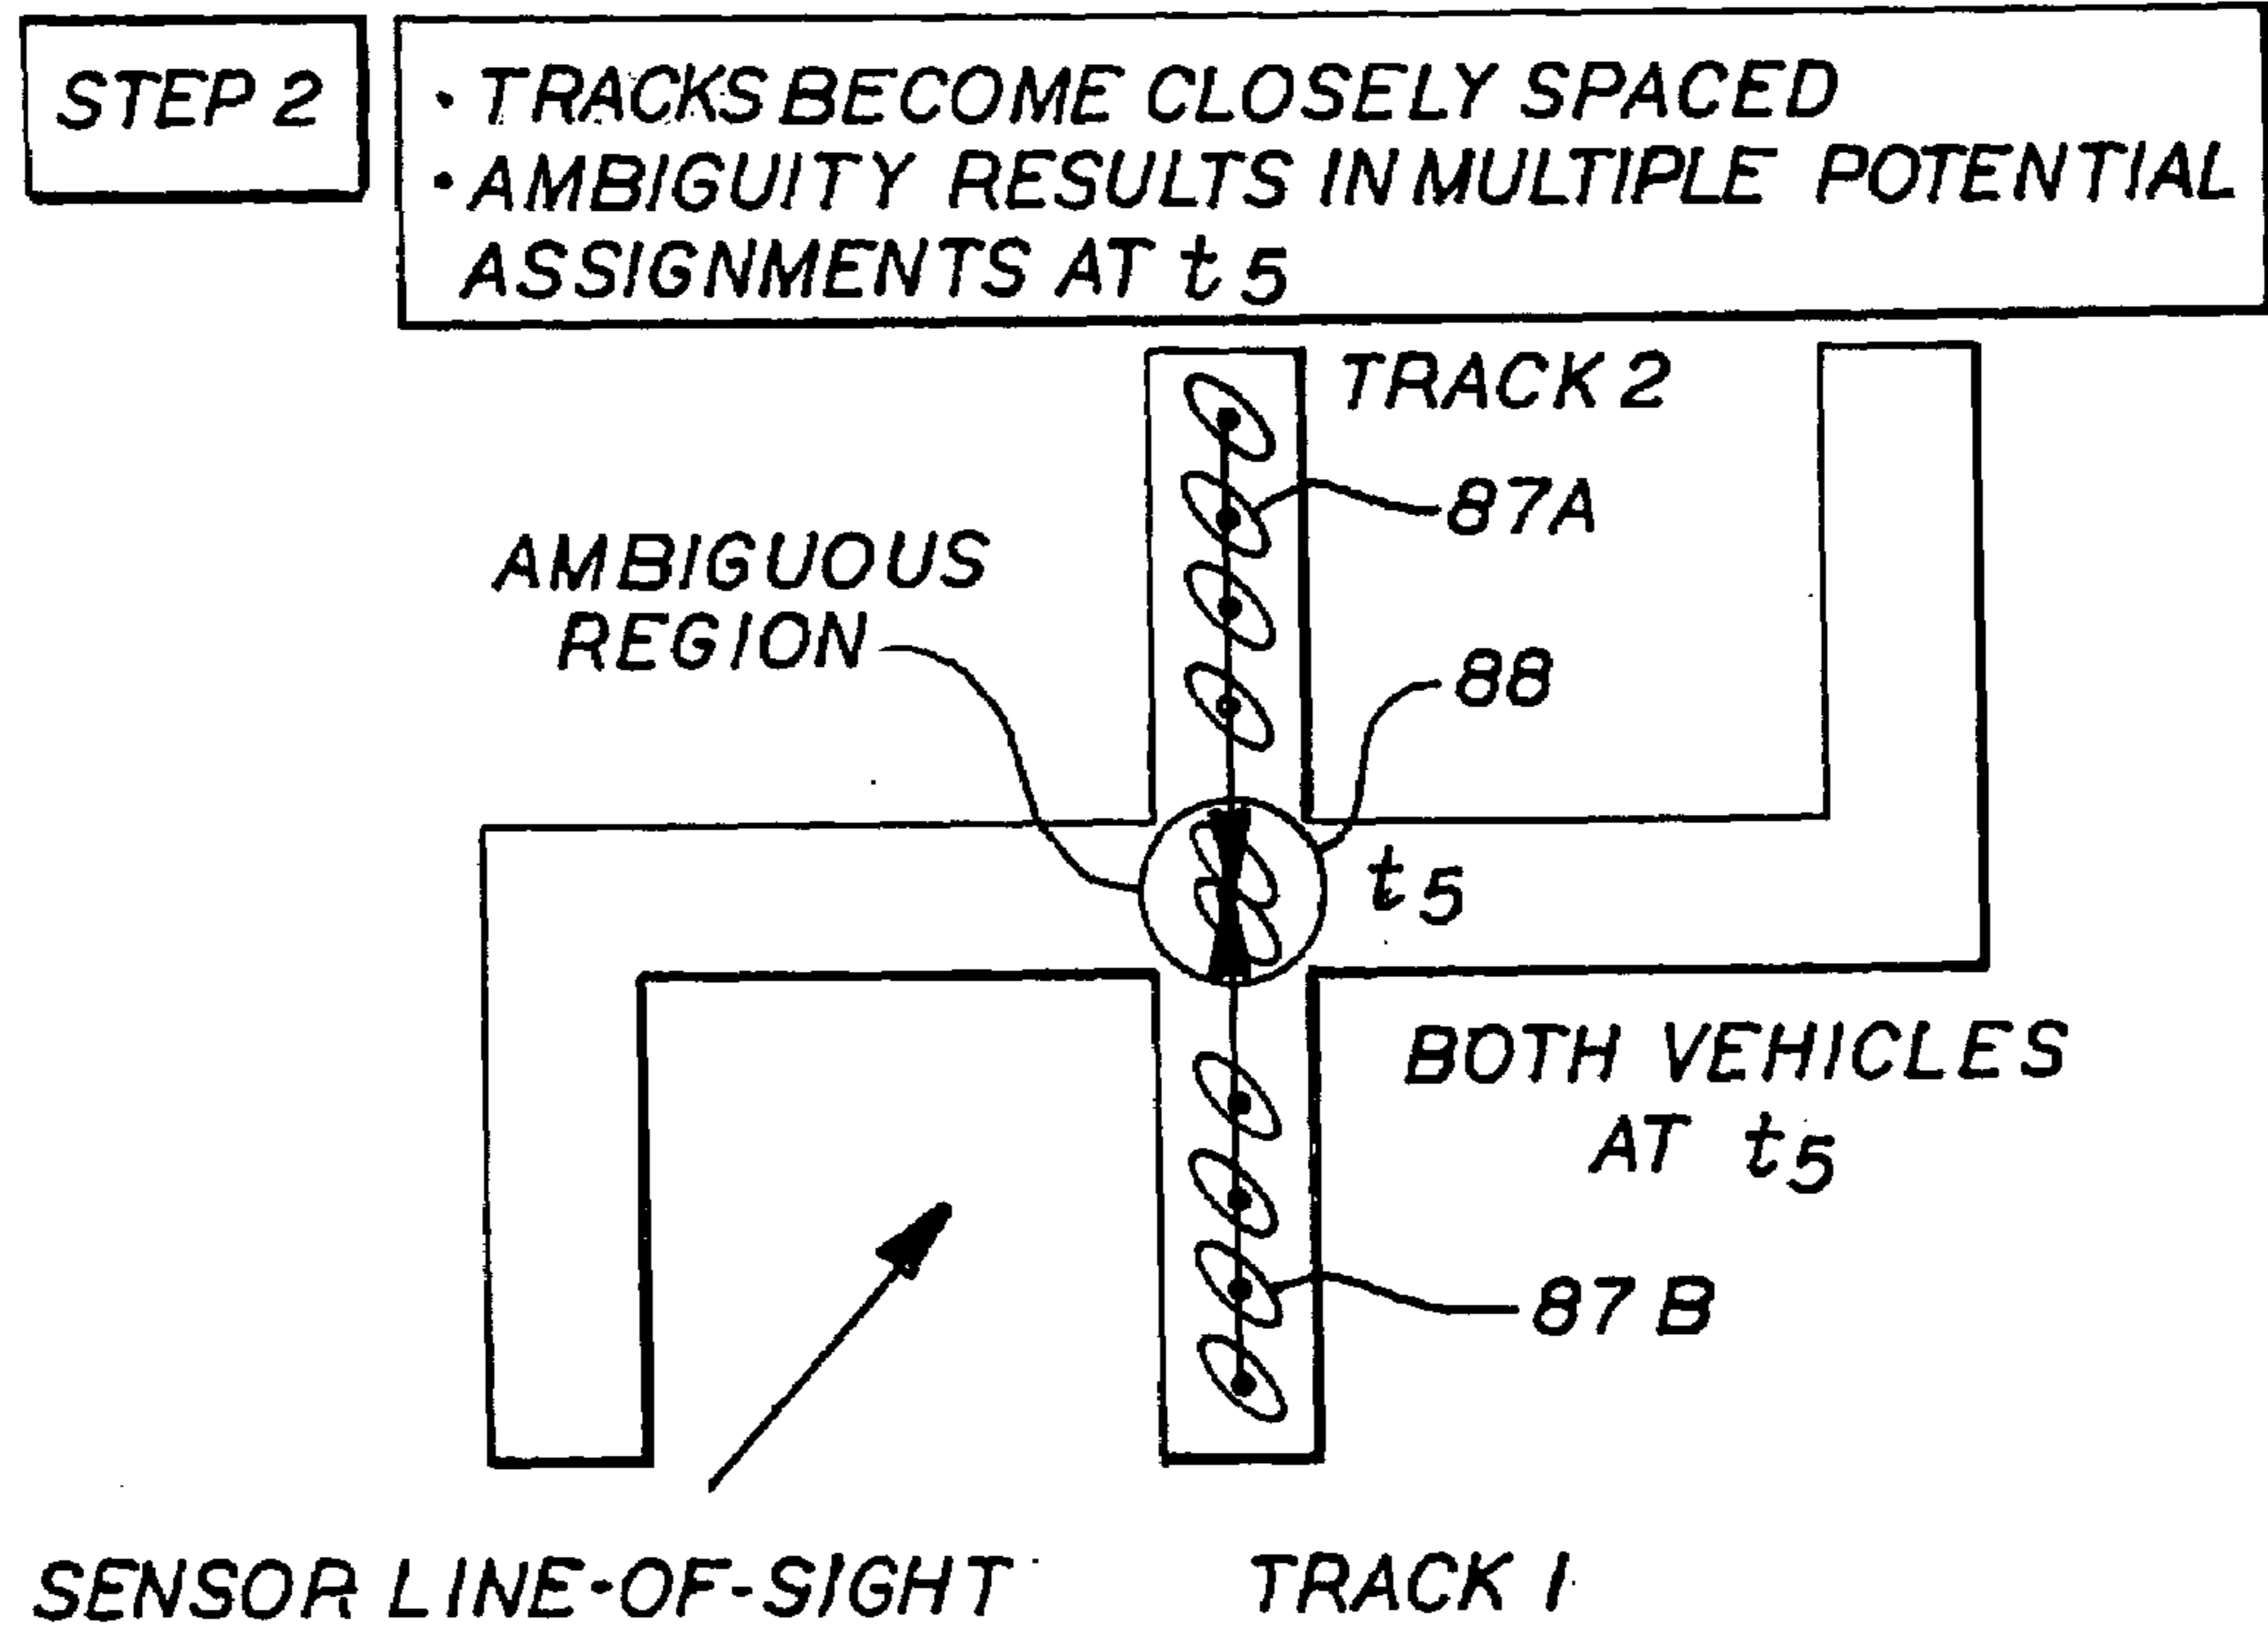 STEP 2
• TRACKS BECOME CLOSELY SPACED
• AMBIGUITY RESULTS IN MULTIPLE POTENTIAL
ASSIGNMENTS AT t5
TRACK 2
87A
AMBIGUOUS
REGION
88
t5
BOTH VEHICLES
AT t5
87B
SENSOR LINE-OF-SIGHT
TRACK 1